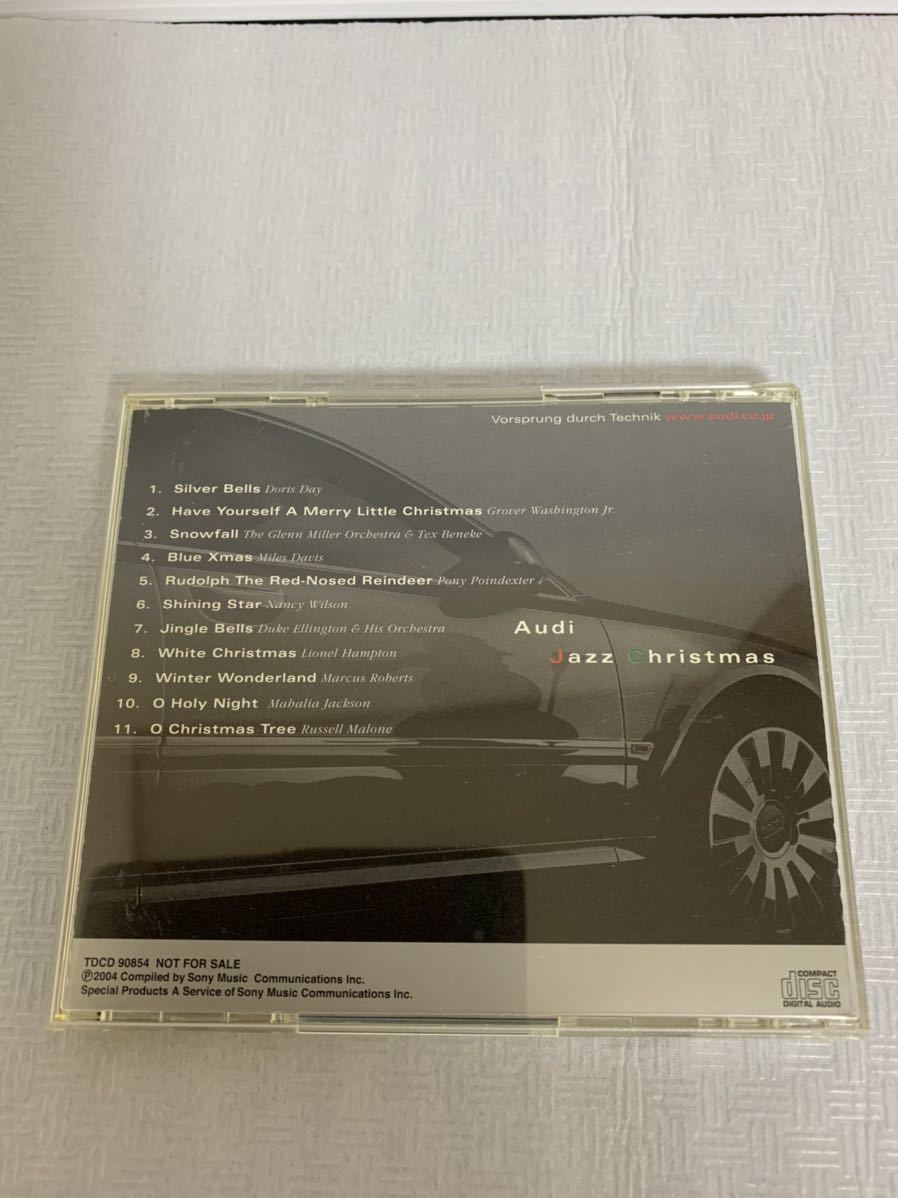 Vorsprung durch Technik www.audi.co.jp
1. Silver Bells Doris Day
2. Have Yourself A Merry Little Christmas Grover Washington Jr.
3. Snowfall The Glenn Miller Orchestra & Tex Beneke
4. Blue Xmas Miles Davis
5. Rudolph The Red-Nosed Reindeer Pony Poindexter
6. Shining Star Nancy Wilson
7. Jingle Bells Duke Ellington & His Orchestra
8. White Christmas Lionel Hampton
9. Winter Wonderland Marcus Roberts
10. O Holy Night Mahalia Jackson
11. O Christmas Tree Russell Malone
Audi
Jazz Christmas
TDCD 90854 NOT FOR SALE
℗2004 Compiled by Sony Music Communications Inc.
Special Products A Service of Sony Music Communications Inc.
COMPACT
disc
DIGITAL AUDIO